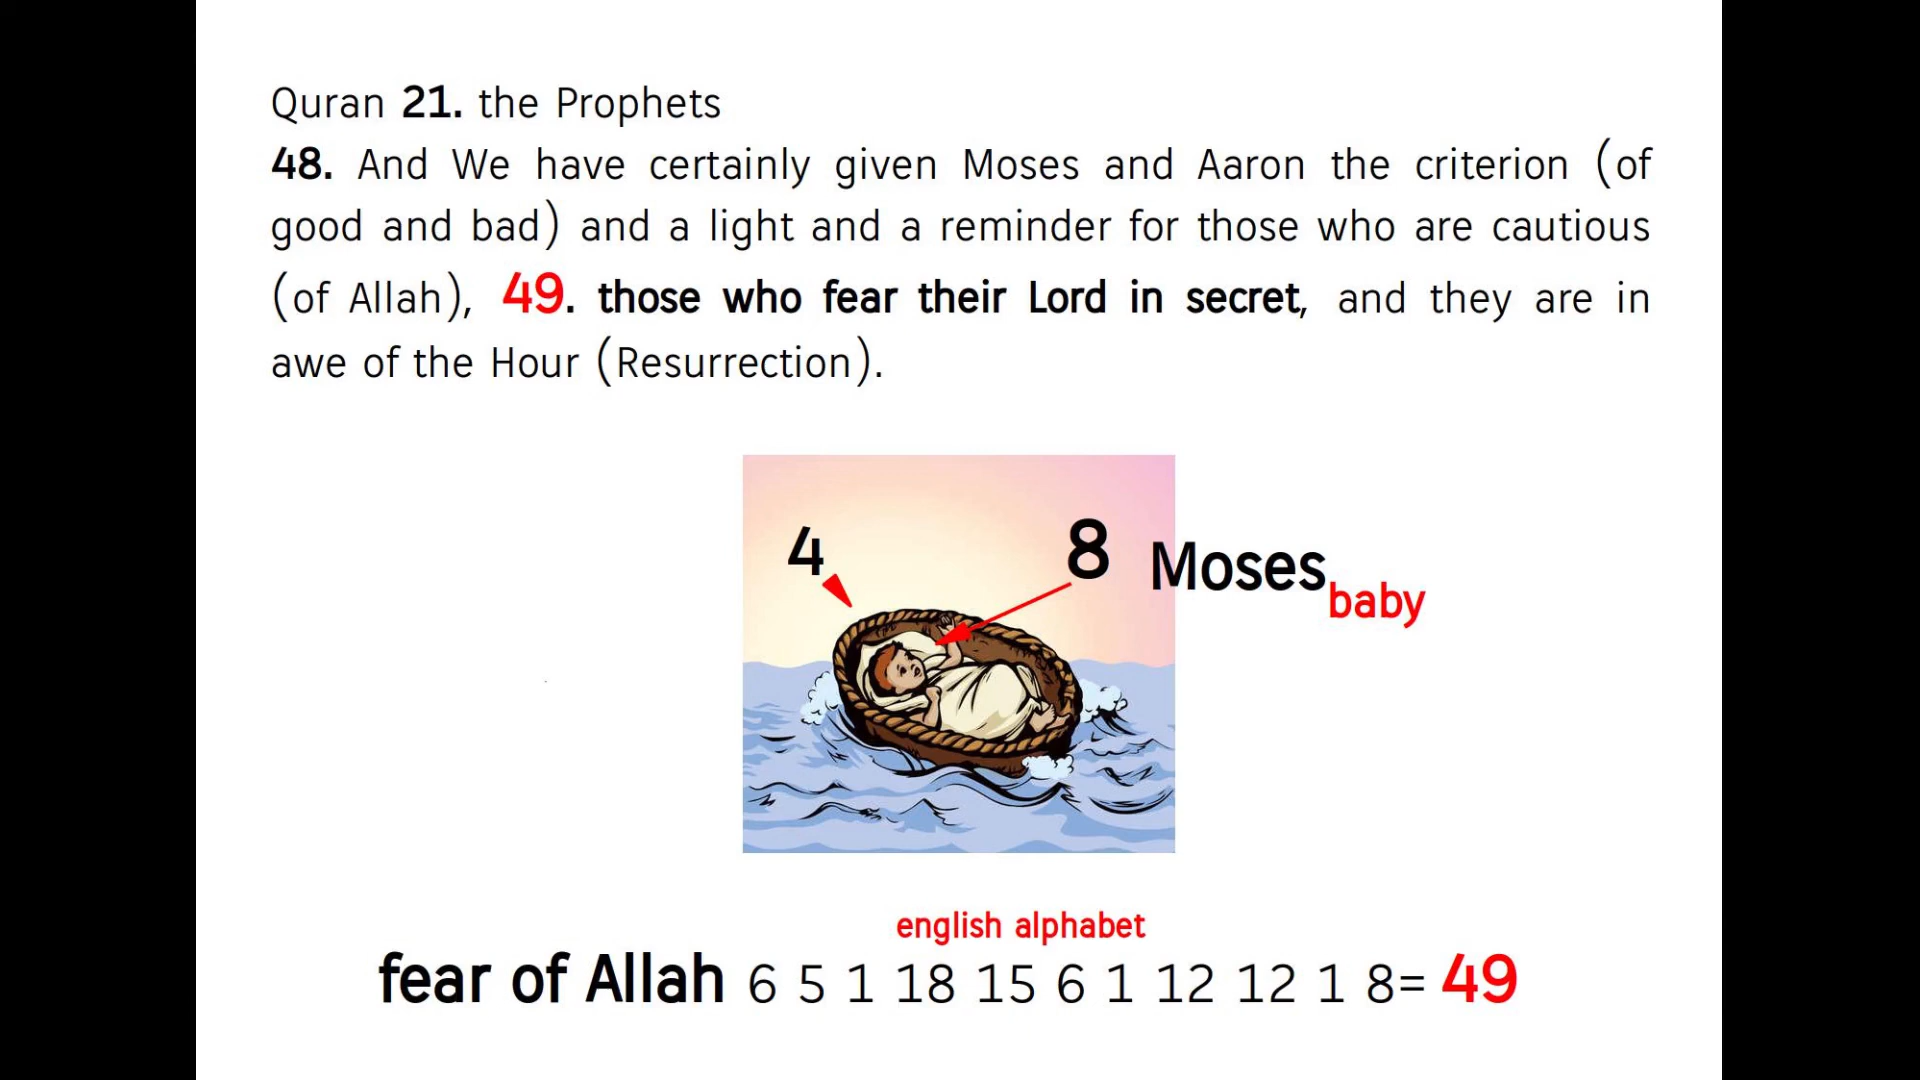 Quran 21. the Prophets
48. And We have certainly given Moses and Aaron the criterion (of
good and bad) and a light and a reminder for those who are cautious
(of Allah), 49. those who fear their Lord in secret, and they are in
awe of the Hour (Resurrection).
4 8 Moses baby
english alphabet
fear of Allah 6 5 1 18 15 6 1 12 12 1 8= 49